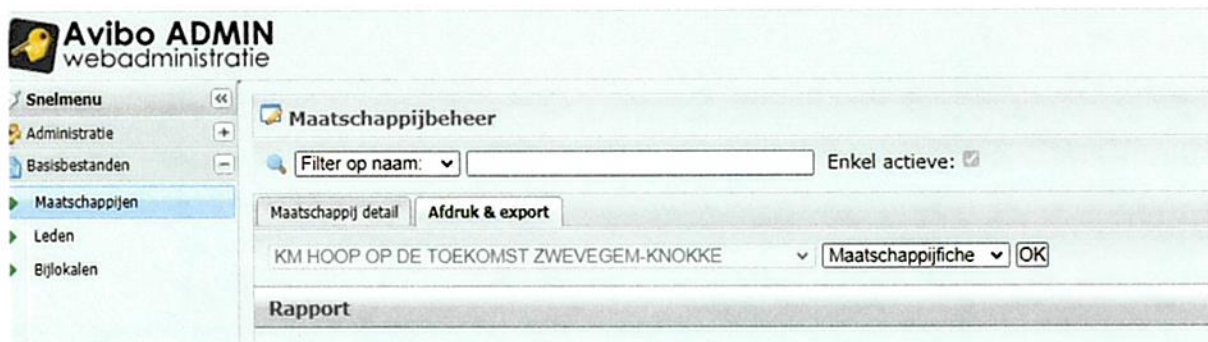 Avibo ADMIN
webadministratie
Snelmenu
Administratie
Basisbestanden
Maatschappijen
Leden
Bijlokalen
Maatschappijbeheer
Filter op naam:
Enkel actieve:
Maatschappij detail
Afdruk & export
KM HOOP OP DE TOEKOMST ZWEVEGEM-KNOKKE
Maatschappijfiche
OK
Rapport